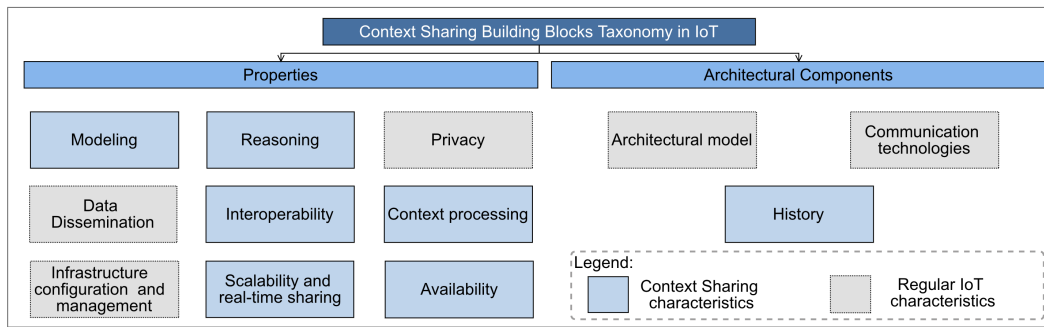 Context Sharing Building Blocks Taxonomy in IoT
Properties
Architectural Components
Modeling
Reasoning
Privacy
Architectural model
Communication
technologies
Data
Dissemination
Interoperability
Context processing
History
Infrastructure
configuration and
management
Scalability and
real-time sharing
Availability
Legend:
Context Sharing
characteristics
Regular IoT
characteristics